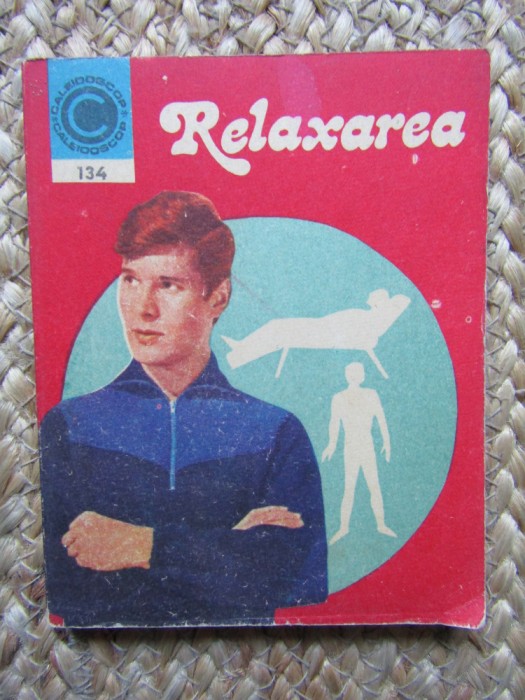 CALEIDOSCOP
C
CALEIDOSCOP
134
Relaxarea